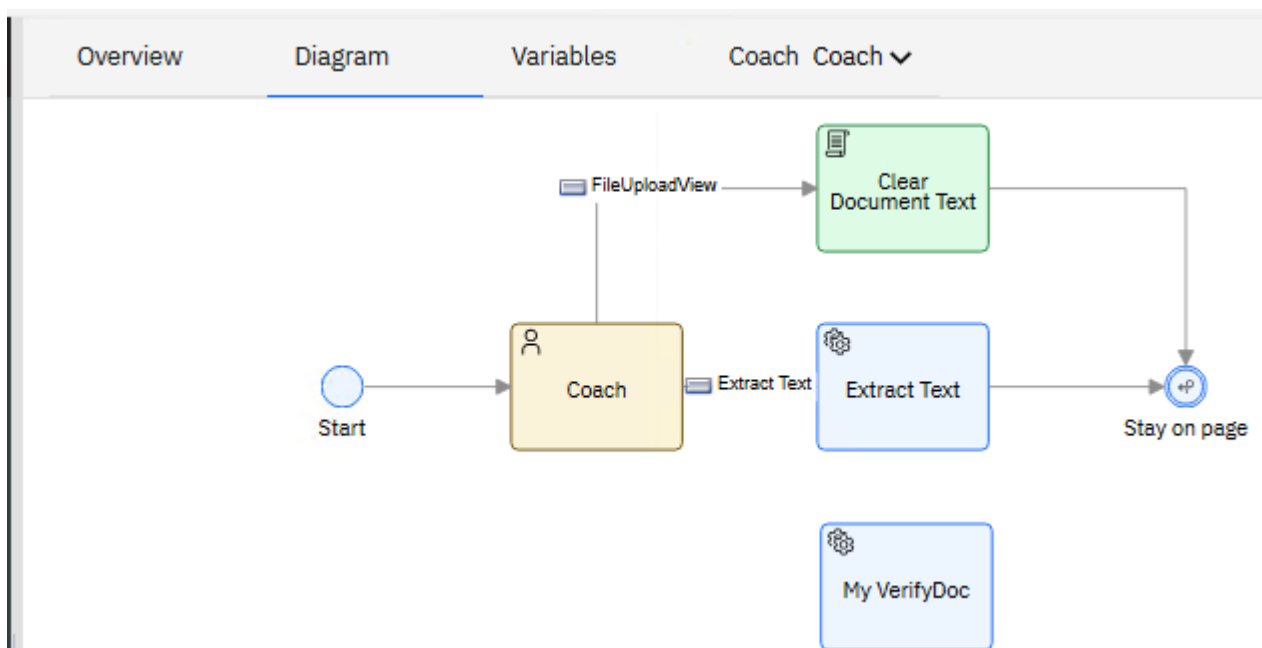 Overview Diagram Variables Coach Coach
FileUploadView
Clear
Document Text
Start
Coach
Extract Text
Extract Text
Stay on page
My VerifyDoc